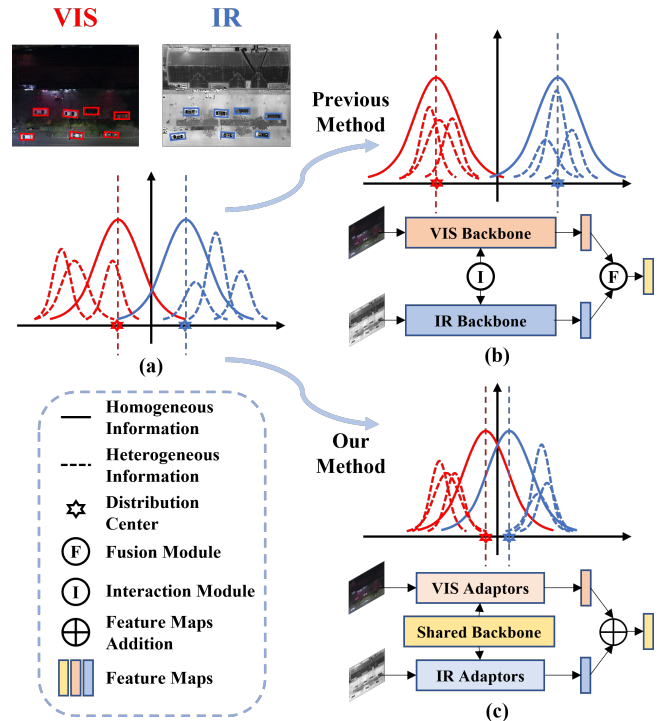 VIS
IR
Previous
Method
VIS Backbone
I
F
IR Backbone
(a)
(b)
Homogeneous
Information
Heterogeneous
Information
Distribution
Center
F
Fusion Module
I
Interaction Module
Feature Maps
Addition
Feature Maps
Our
Method
VIS Adaptors
Shared Backbone
IR Adaptors
(c)